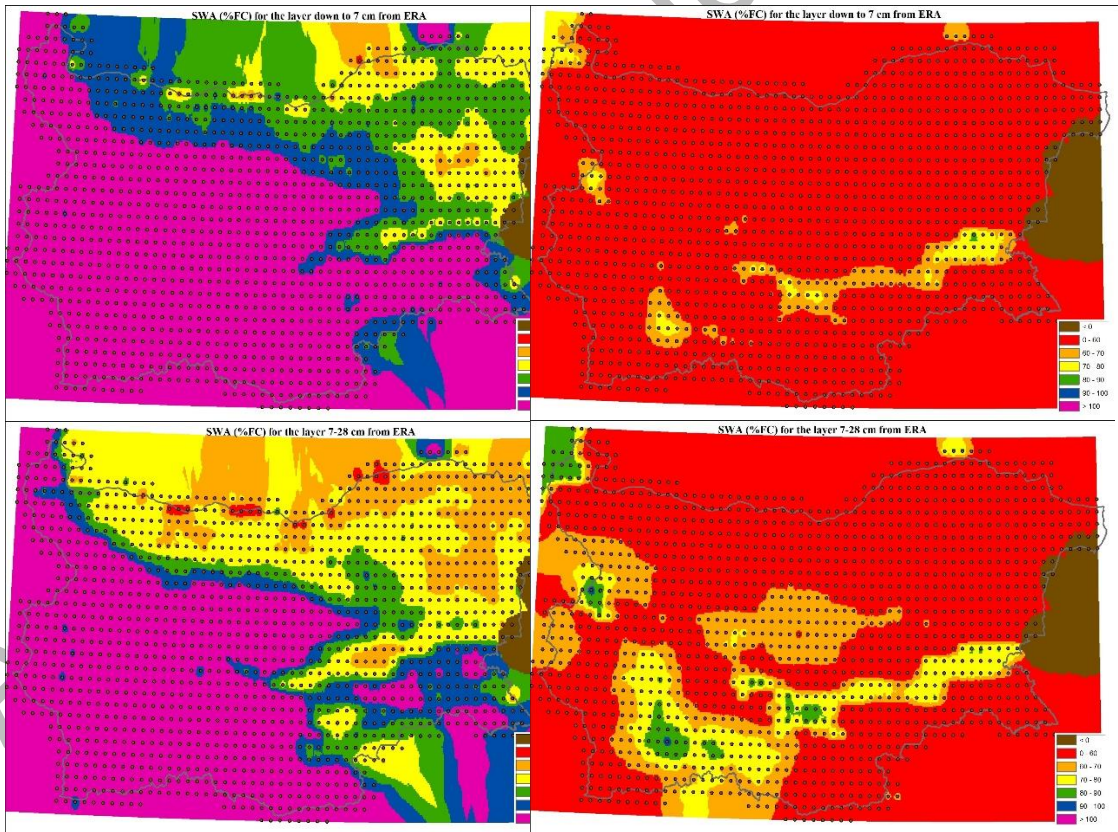 SWA (%FC) for the layer down to 7 cm from ERA
SWA (%FC) for the layer down to 7 cm from ERA
< 0
0 - 60
60 - 70
70 - 80
80 - 90
90 - 100
> 100
SWA (%FC) for the layer 7-28 cm from ERA
SWA (%FC) for the layer 7-28 cm from ERA
< 0
0 - 60
60 - 70
70 - 80
80 - 90
90 - 100
> 100